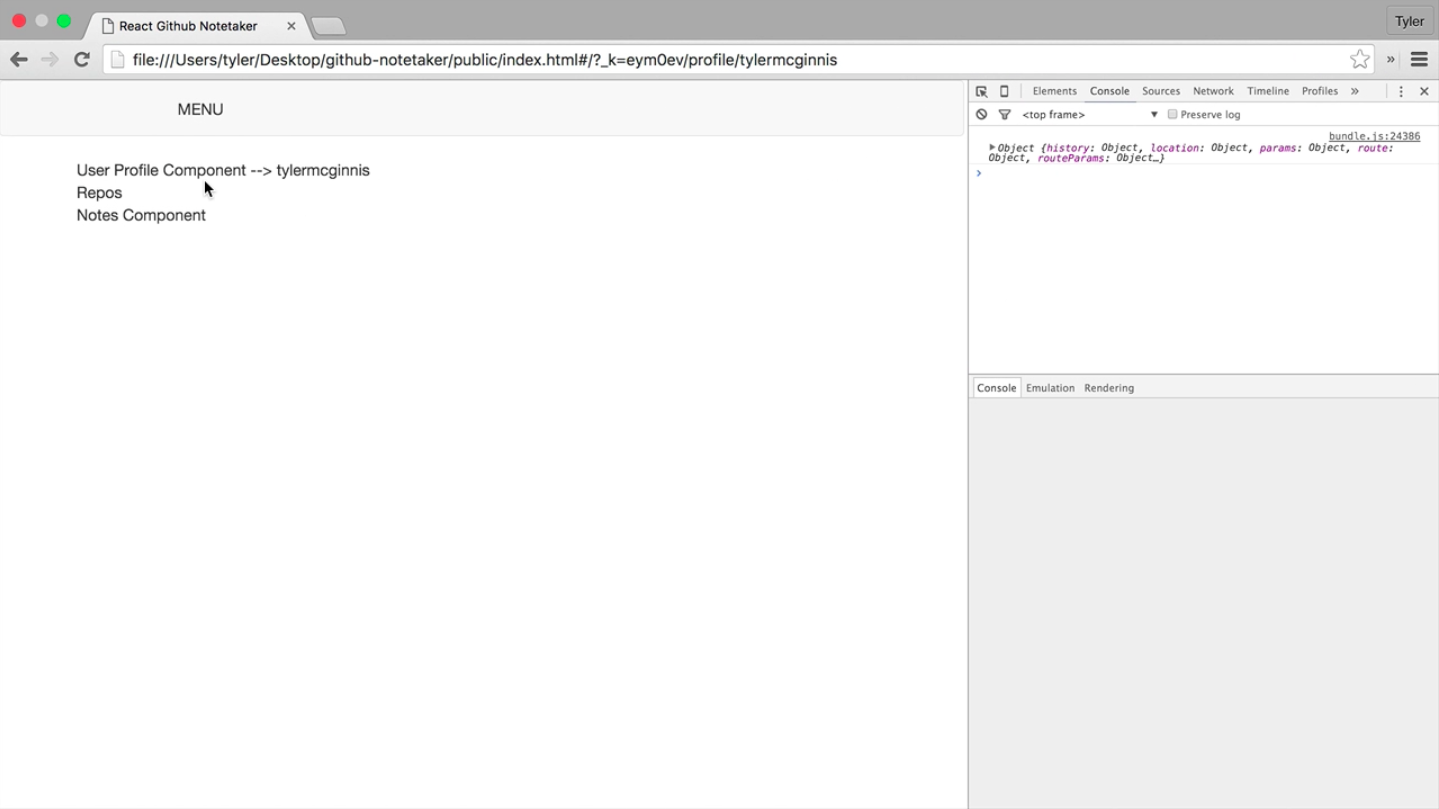 React Github Notetaker
Tyler
file:///Users/tyler/Desktop/github-notetaker/public/index.html#/?_k=eym0ev/profile/tylermcginnis
MENU
User Profile Component --> tylermcginnis
Repos
Notes Component
Elements Console Sources Network Timeline Profiles »
<top frame> Preserve log
bundle.js:24386
Object {history: Object, location: Object, params: Object, route:
Object, routeParams: Object…}
Console Emulation Rendering